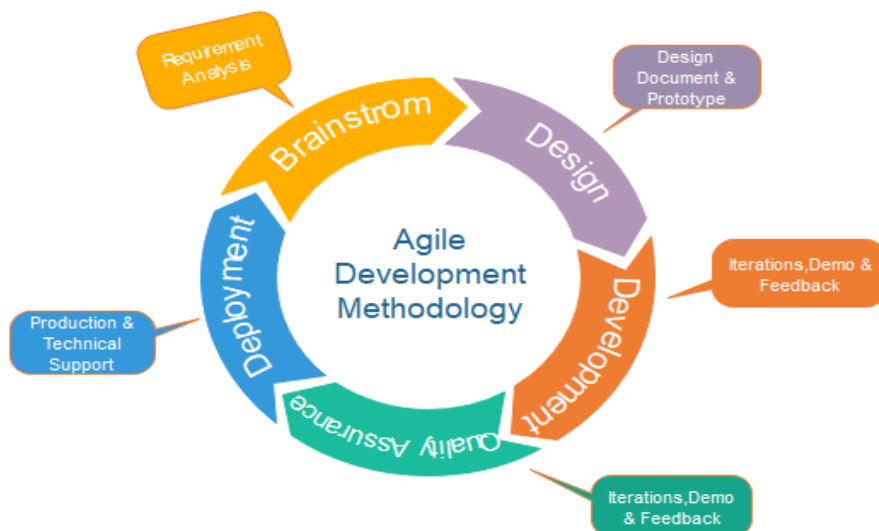 Requirement
Analysis
Brainstrom
Design
Document &
Prototype
Design
Agile
Development
Methodology
Iterations,Demo &
Feedback
Development
Production &
Technical
Support
Deployment
Quality Assurance
Iterations,Demo
& Feedback